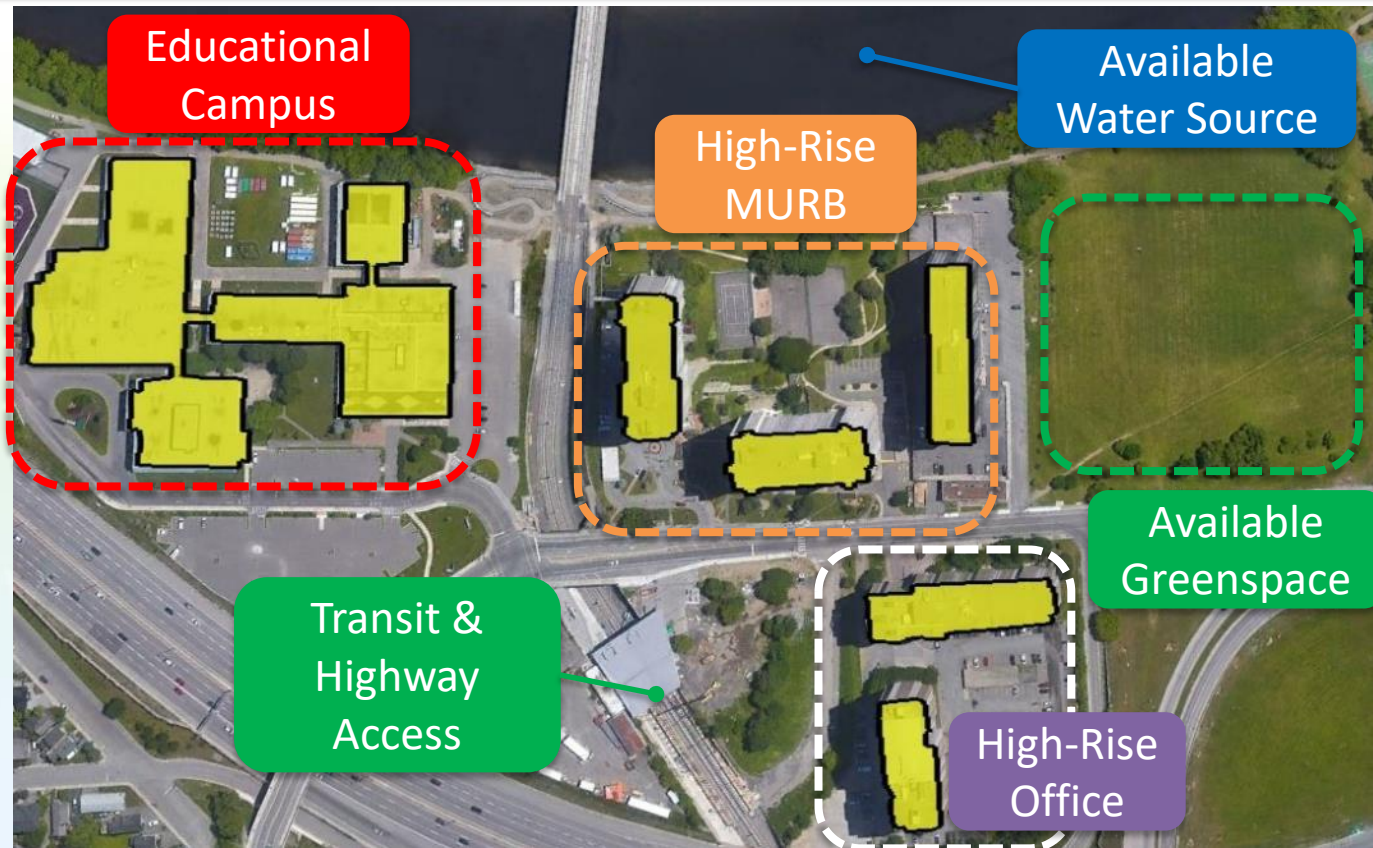 Educational
Campus
Available
Water Source
High-Rise
MURB
Available
Greenspace
Transit &
Highway
Access
High-Rise
Office